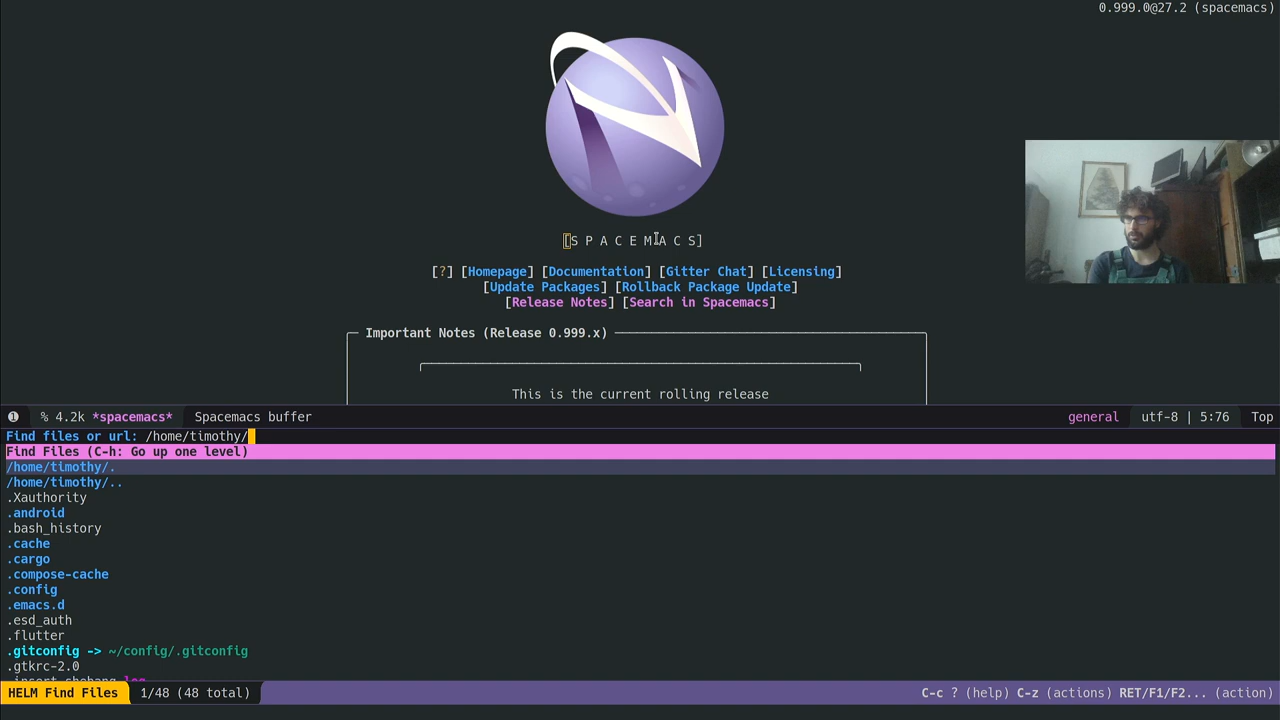 0.999.0@27.2 (spacemacs)
[S P A C E M A C S]
[?] [Homepage] [Documentation] [Gitter Chat] [Licensing]
[Update Packages] [Rollback Package Update]
[Release Notes] [Search in Spacemacs]
Important Notes (Release 0.999.x)
This is the current rolling release
❶ % 4.2k *spacemacs* Spacemacs buffer general utf-8 | 5:76 Top
Find files or url: /home/timothy/
Find Files (C-h: Go up one level)
/home/timothy/.
/home/timothy/..
.Xauthority
.android
.bash_history
.cache
.cargo
.compose-cache
.config
.emacs.d
.esd_auth
.flutter
.gitconfig -> ~/config/.gitconfig
.gtkrc-2.0
.insert_shebang.log
HELM Find Files 1/48 (48 total) C-c ? (help) C-z (actions) RET/F1/F2... (action)